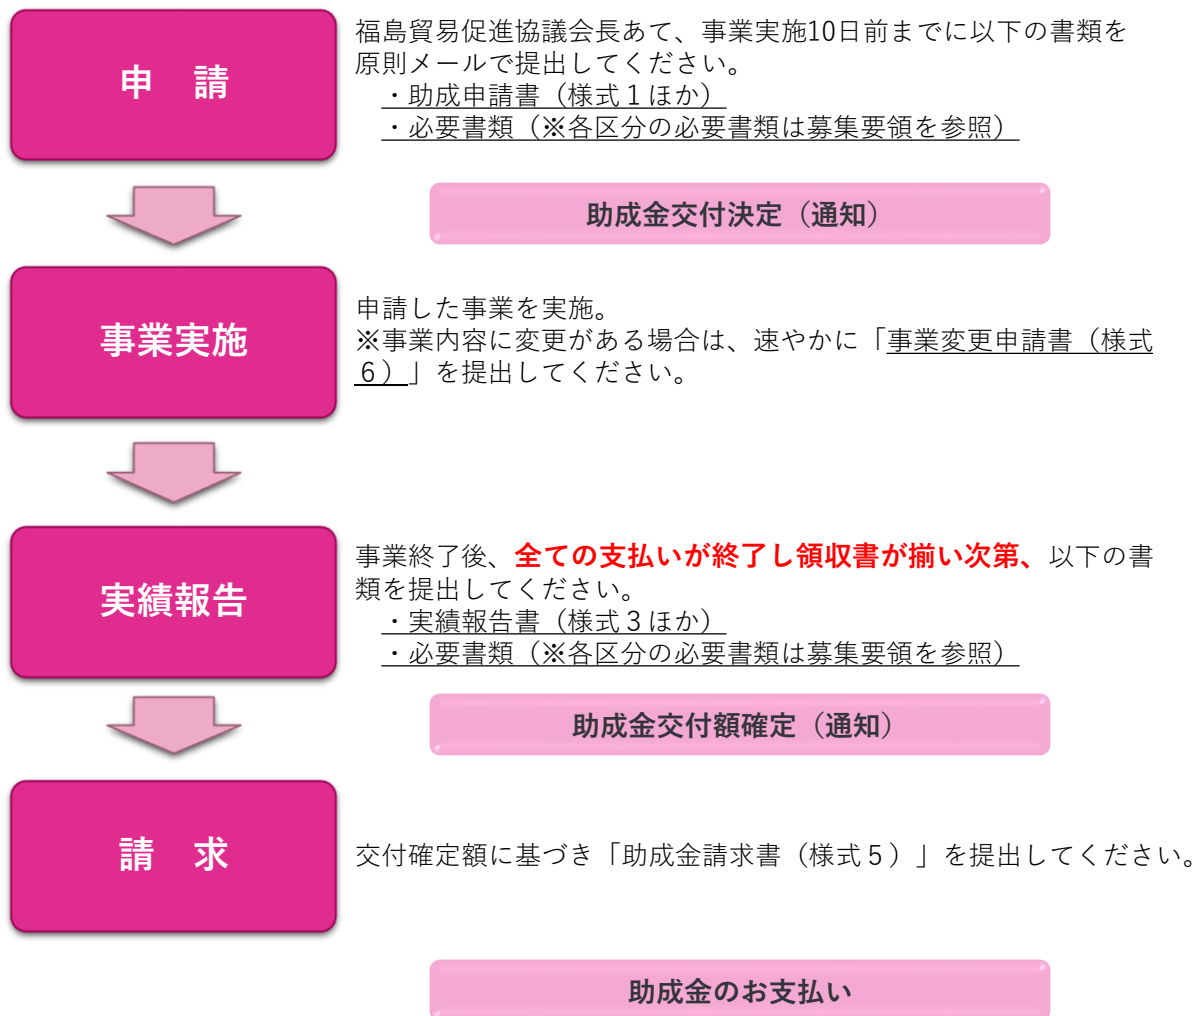 申　請
福島貿易促進協議会長あて、事業実施10日前までに以下の書類を
原則メールで提出してください。
・助成申請書（様式１ほか）
・必要書類（※各区分の必要書類は募集要領を参照）
助成金交付決定（通知）
事業実施
申請した事業を実施。
※事業内容に変更がある場合は、速やかに「事業変更申請書（様式
６）」を提出してください。
実績報告
事業終了後、全ての支払いが終了し領収書が揃い次第、以下の書
類を提出してください。
・実績報告書（様式３ほか）
・必要書類（※各区分の必要書類は募集要領を参照）
助成金交付額確定（通知）
請　求
交付確定額に基づき「助成金請求書（様式５）」を提出してください。
助成金のお支払い